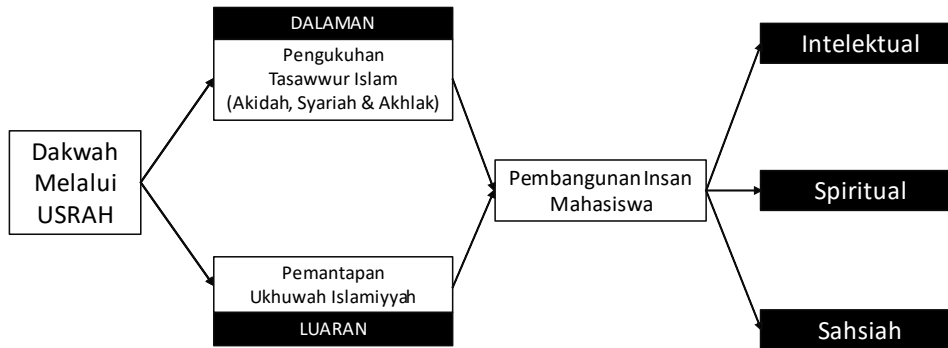 Dakwah
Melalui
USRAH
DALAMAN
Pengukuhan
Tasawwur Islam
(Akidah, Syariah & Akhlak)
Pemantapan
Ukhuwah Islamiyyah
LUARAN
Pembangunan Insan
Mahasiswa
Intelektual
Spiritual
Sahsiah